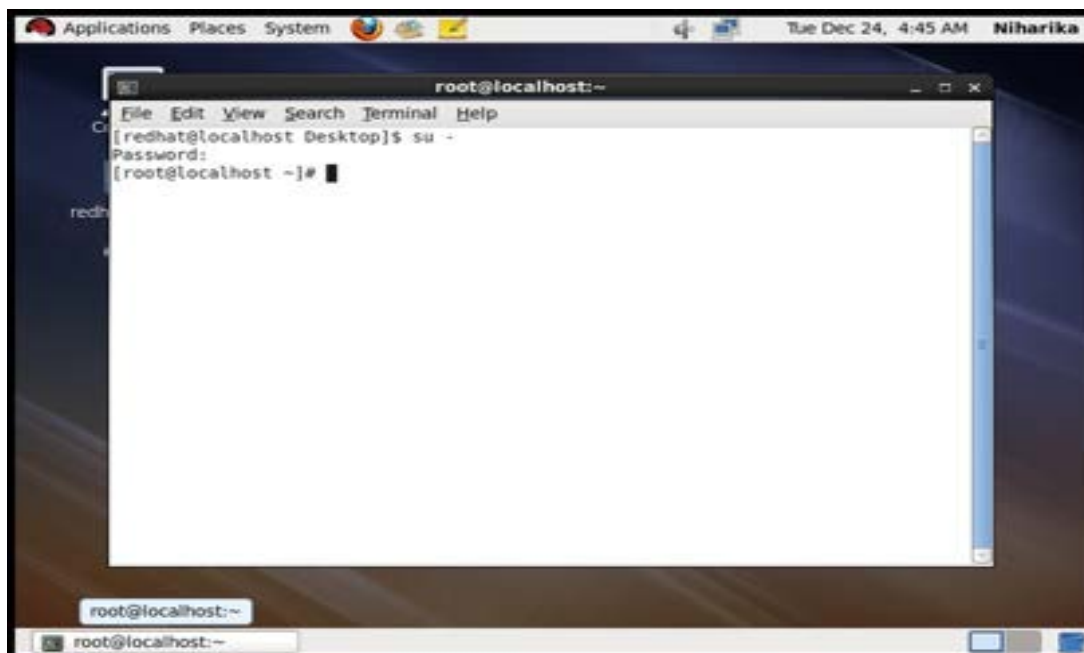 Applications Places System Tue Dec 24, 4:45 AM Niharika
root@localhost:~
File Edit View Search Terminal Help
[redhat@localhost Desktop]$ su -
Password:
[root@localhost ~]#
redh
root@localhost:~
root@localhost:~